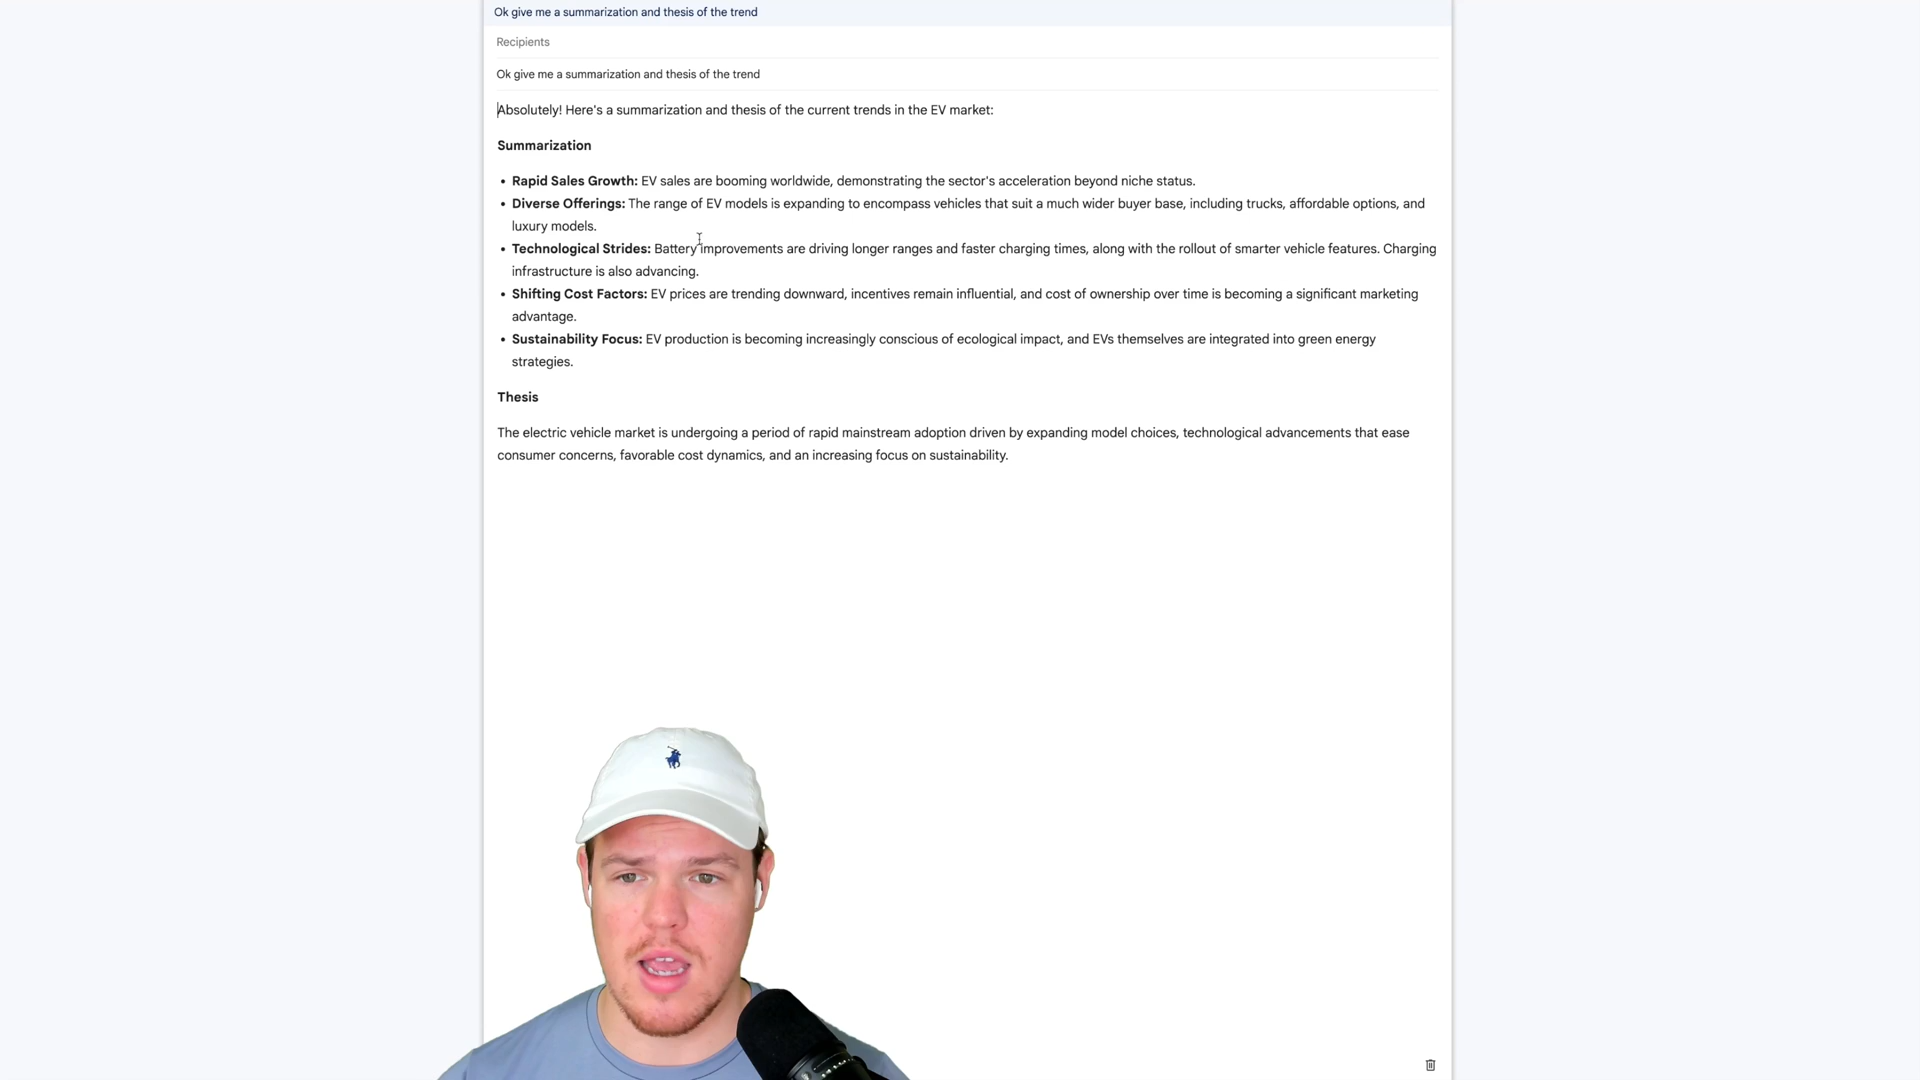 Ok give me a summarization and thesis of the trend
Recipients
Ok give me a summarization and thesis of the trend
Absolutely! Here's a summarization and thesis of the current trends in the EV market:
Summarization
• Rapid Sales Growth: EV sales are booming worldwide, demonstrating the sector's acceleration beyond niche status.
• Diverse Offerings: The range of EV models is expanding to encompass vehicles that suit a much wider buyer base, including trucks, affordable options, and
luxury models.
• Technological Strides: Battery improvements are driving longer ranges and faster charging times, along with the rollout of smarter vehicle features. Charging
infrastructure is also advancing.
• Shifting Cost Factors: EV prices are trending downward, incentives remain influential, and cost of ownership over time is becoming a significant marketing
advantage.
• Sustainability Focus: EV production is becoming increasingly conscious of ecological impact, and EVs themselves are integrated into green energy
strategies.
Thesis
The electric vehicle market is undergoing a period of rapid mainstream adoption driven by expanding model choices, technological advancements that ease
consumer concerns, favorable cost dynamics, and an increasing focus on sustainability.